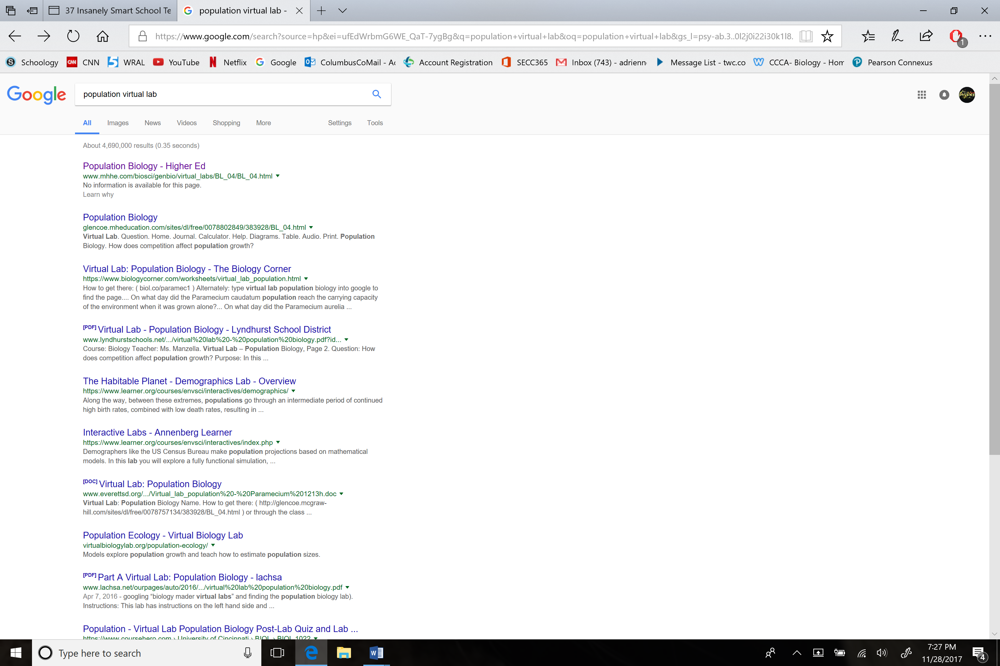 37 Insanely Smart School Te
population virtual lab -
https://www.google.com/search?source=hp&ei=ufEdWrbmG6WE_QaT-7ygBg&q=population+virtual+lab&oq=population+virtual+lab&gs_l=psy-ab.3..0l2j0i22i30k1l8.
1
Schoology CNN WRAL YouTube Netflix Google ColumbusCoMail - Ac Account Registration SECC365 Inbox (743) - adrienn Message List - twc.co CCCA- Biology - Hom Pearson Connexus
Google
population virtual lab
physics
All Images News Videos Shopping More Settings Tools
About 4,690,000 results (0.35 seconds)
Population Biology - Higher Ed
www.mhhe.com/biosci/genbio/virtual_labs/BL_04/BL_04.html
No information is available for this page.
Learn why
Population Biology
glencoe.mheducation.com/sites/dl/free/0078802849/383928/BL_04.html
Virtual Lab. Question. Home. Journal. Calculator. Help. Diagrams. Table. Audio. Print. Population
Biology. How does competition affect population growth?
Virtual Lab: Population Biology - The Biology Corner
https://www.biologycorner.com/worksheets/virtual_lab_population.html
How to get there: ( biol.co/paramec1 ) Alternately: type virtual lab population biology into google to
find the page.... On what day did the Paramecium caudatum population reach the carrying capacity
of the environment when it was grown alone?... On what day did the Paramecium aurelia ...
[PDF] Virtual Lab - Population Biology - Lyndhurst School District
www.lyndhurstschools.net/.../virtual%20lab%20-%20population%20biology.pdf?id...
Course: Biology Teacher: Ms. Manzella. Virtual Lab – Population Biology, Page 2. Question: How
does competition affect population growth? Purpose: In this ...
The Habitable Planet - Demographics Lab - Overview
https://www.learner.org/courses/envsci/interactives/demographics/
Along the way, between these extremes, populations go through an intermediate period of continued
high birth rates, combined with low death rates, resulting in ...
Interactive Labs - Annenberg Learner
https://www.learner.org/courses/envsci/interactives/index.php
Demographers like the US Census Bureau make population projections based on mathematical
models. In this lab you will explore a fully functional simulation, ...
[DOC] Virtual Lab: Population Biology
www.everettsd.org/.../Virtual_lab_population%20-%20Paramecium%201213h.doc
Virtual Lab: Population Biology Name. How to get there: ( http://glencoe.mcgraw-
hill.com/sites/dl/free/0078757134/383928/BL_04.html ) or through the class ...
Population Ecology - Virtual Biology Lab
virtualbiologylab.org/population-ecology/
Models explore population growth and teach how to estimate population sizes.
[PDF] Part A Virtual Lab: Population Biology - lachsa
www.lachsa.net/ourpages/auto/2016/.../virtual%20lab%20population%20biology.pdf
Apr 7, 2016 - googling “biology mader virtual labs” and finding the population biology lab).
Instructions: This lab has instructions on the left hand side and ...
Population - Virtual Lab Population Biology Post-Lab Quiz and Lab ...
https://www.coursehero.com › University of Cincinnati › BIOL › BIOL 1022
Type here to search
7:27 PM
11/28/2017
4